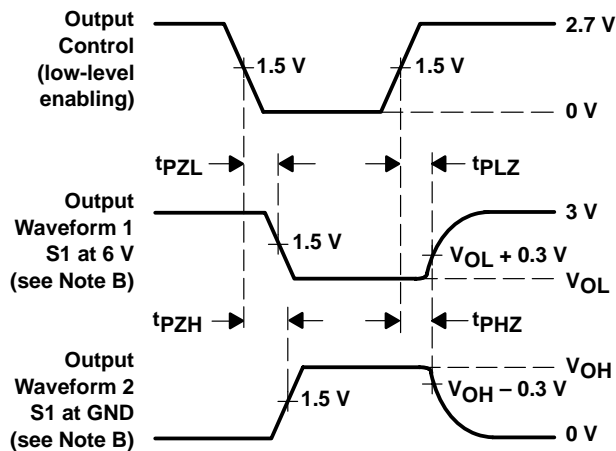 Output
Control
(low-level
enabling)
2.7 V
1.5 V
1.5 V
0 V
tPZL
tPLZ
Output
Waveform 1
S1 at 6 V
(see Note B)
3 V
1.5 V
VOL + 0.3 V
VOL
tPZH
tPHZ
Output
Waveform 2
S1 at GND
(see Note B)
VOH
VOH – 0.3 V
1.5 V
0 V